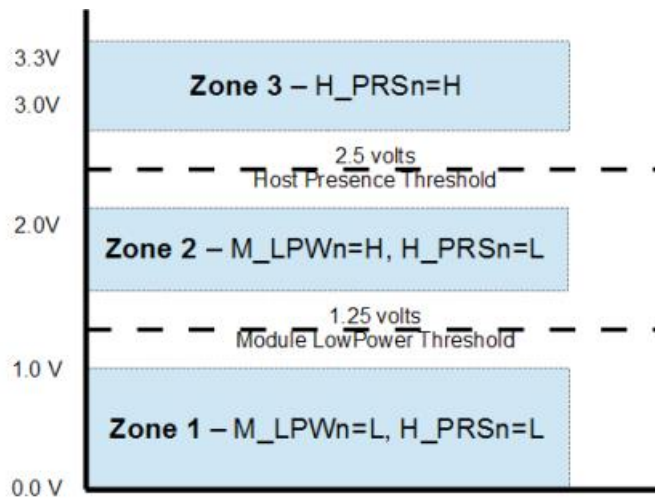 3.3V
Zone 3 – H_PRSn=H
3.0V
2.5 volts
Host Presence Threshold
2.0V
Zone 2 – M_LPWn=H, H_PRSn=L
1.25 volts
Module LowPower Threshold
1.0 V
Zone 1 – M_LPWn=L, H_PRSn=L
0.0 V